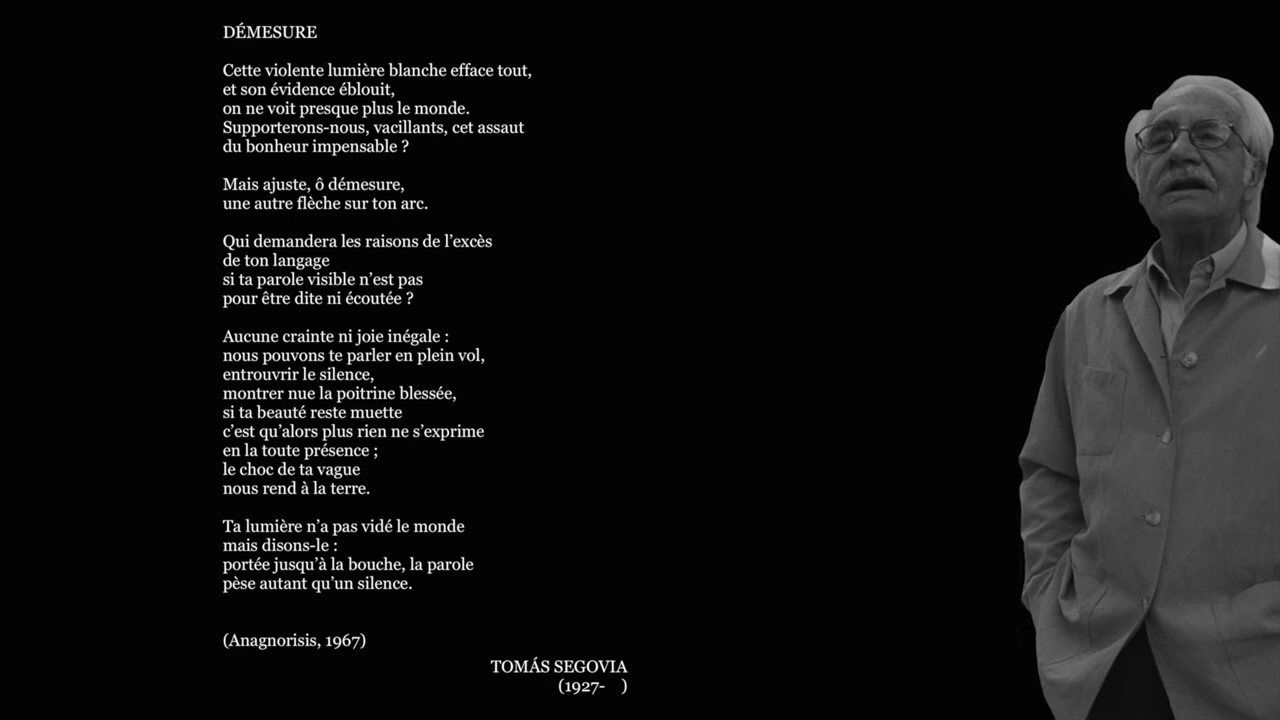 DÉMESURE
Cette violente lumière blanche efface tout,
et son évidence éblouit,
on ne voit presque plus le monde.
Supporterons-nous, vacillants, cet assaut
du bonheur impensable ?
Mais ajuste, ô démesure,
une autre flèche sur ton arc.
Qui demandera les raisons de l’excès
de ton langage
si ta parole visible n’est pas
pour être dite ni écoutée ?
Aucune crainte ni joie inégale :
nous pouvons te parler en plein vol,
entrouvrir le silence,
montrer nue la poitrine blessée,
si ta beauté reste muette
c’est qu’alors plus rien ne s’exprime
en la toute présence ;
le choc de ta vague
nous rend à la terre.
Ta lumière n’a pas vidé le monde
mais disons-le :
portée jusqu’à la bouche, la parole
pèse autant qu’un silence.
(Anagnorisis, 1967)
TOMÁS SEGOVIA
(1927- )